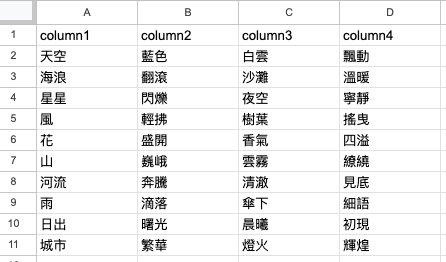 A B C D
1 column1 column2 column3 column4
2 天空 藍色 白雲 飄動
3 海浪 翻滾 沙灘 溫暖
4 星星 閃爍 夜空 寧靜
5 風 輕拂 樹葉 搖曳
6 花 盛開 香氣 四溢
7 山 巍峨 雲霧 繚繞
8 河流 奔騰 清澈 見底
9 雨 滴落 傘下 細語
10 日出 曙光 晨曦 初現
11 城市 繁華 燈火 輝煌